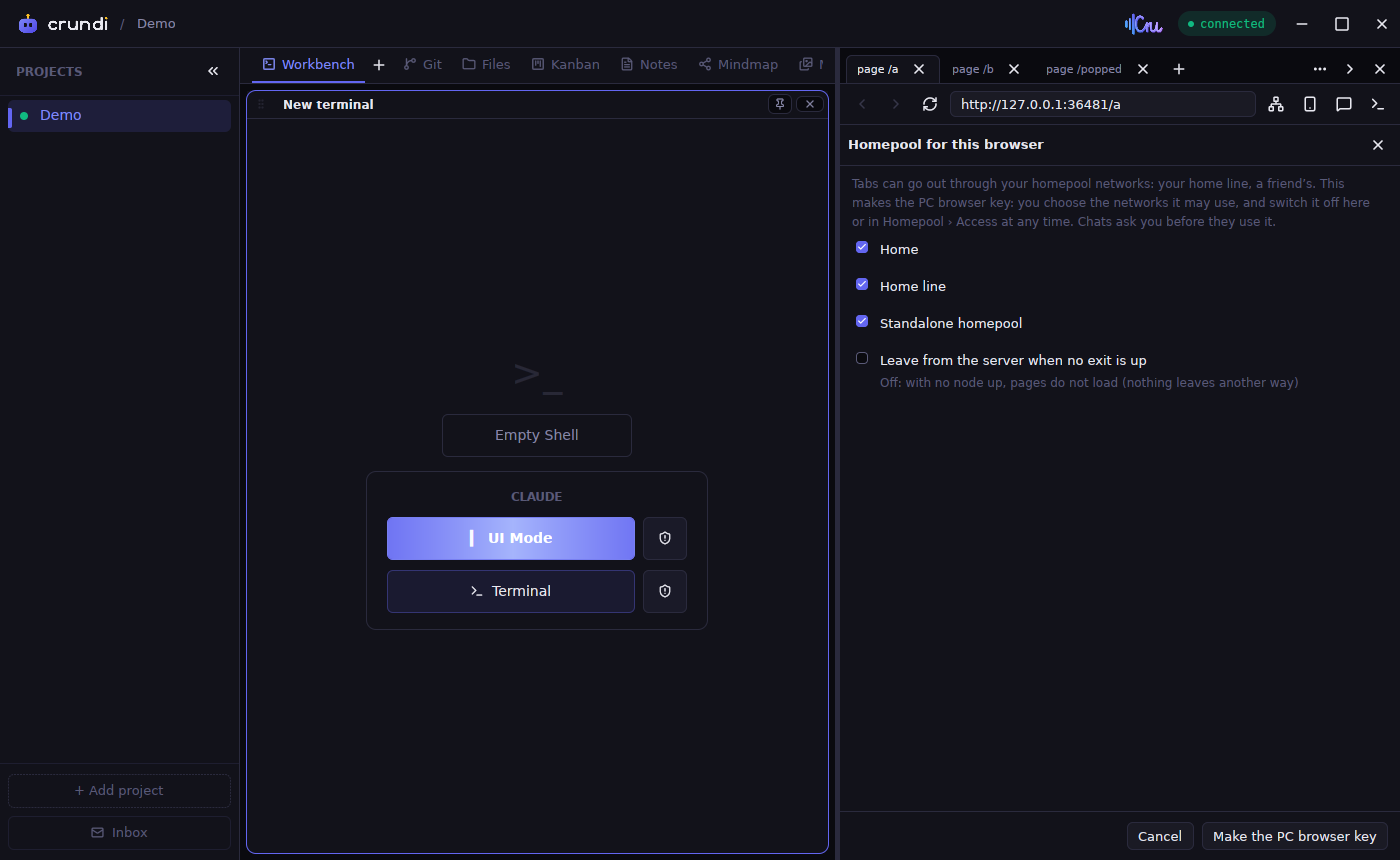 crundi / Demo
Cru
connected
PROJECTS
Demo
+ Add project
Inbox
Workbench
Git
Files
Kanban
Notes
Mindmap
New terminal
>_
Empty Shell
CLAUDE
UI Mode
>_ Terminal
page /a
page /b
page /popped
http://127.0.0.1:36481/a
Homepool for this browser
Tabs can go out through your homepool networks: your home line, a friend’s. This
makes the PC browser key: you choose the networks it may use, and switch it off here
or in Homepool › Access at any time. Chats ask you before they use it.
Home
Home line
Standalone homepool
Leave from the server when no exit is up
Off: with no node up, pages do not load (nothing leaves another way)
Cancel
Make the PC browser key